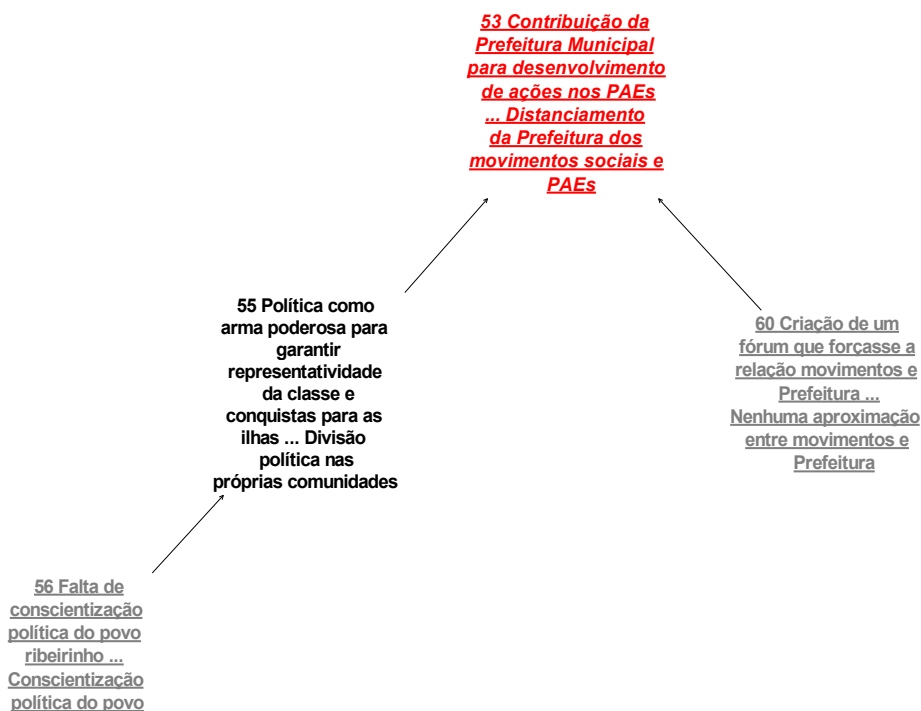 53 Contribuição da
Prefeitura Municipal
para desenvolvimento
de ações nos PAEs
... Distanciamento
da Prefeitura dos
movimentos sociais e
PAEs
55 Política como
arma poderosa para
garantir
representatividade
da classe e
conquistas para as
ilhas ... Divisão
política nas
próprias comunidades
60 Criação de um
fórum que forçasse a
relação movimentos e
Prefeitura ...
Nenhuma aproximação
entre movimentos e
Prefeitura
56 Falta de
conscientização
política do povo
ribeirinho ...
Conscientização
política do povo